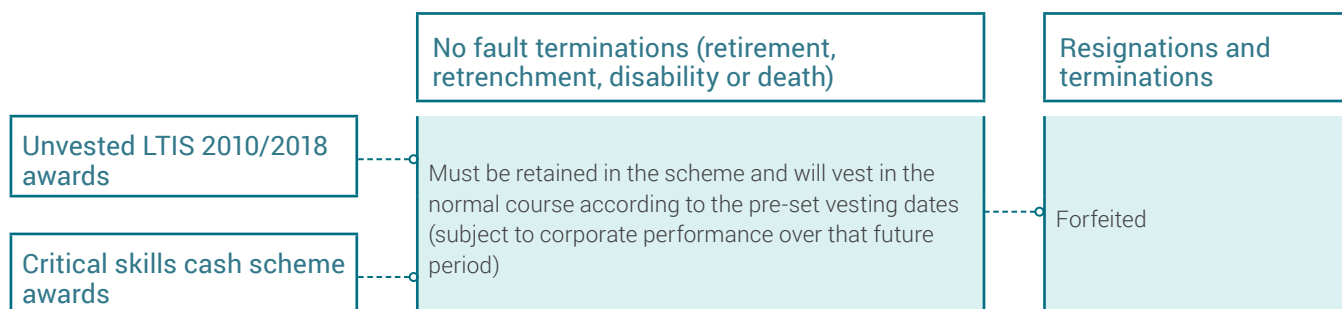 No fault terminations (retirement,
retrenchment, disability or death)
Resignations and
terminations
Unvested LTIS 2010/2018
awards
Must be retained in the scheme and will vest in the
normal course according to the pre-set vesting dates
(subject to corporate performance over that future
period)
Forfeited
Critical skills cash scheme
awards